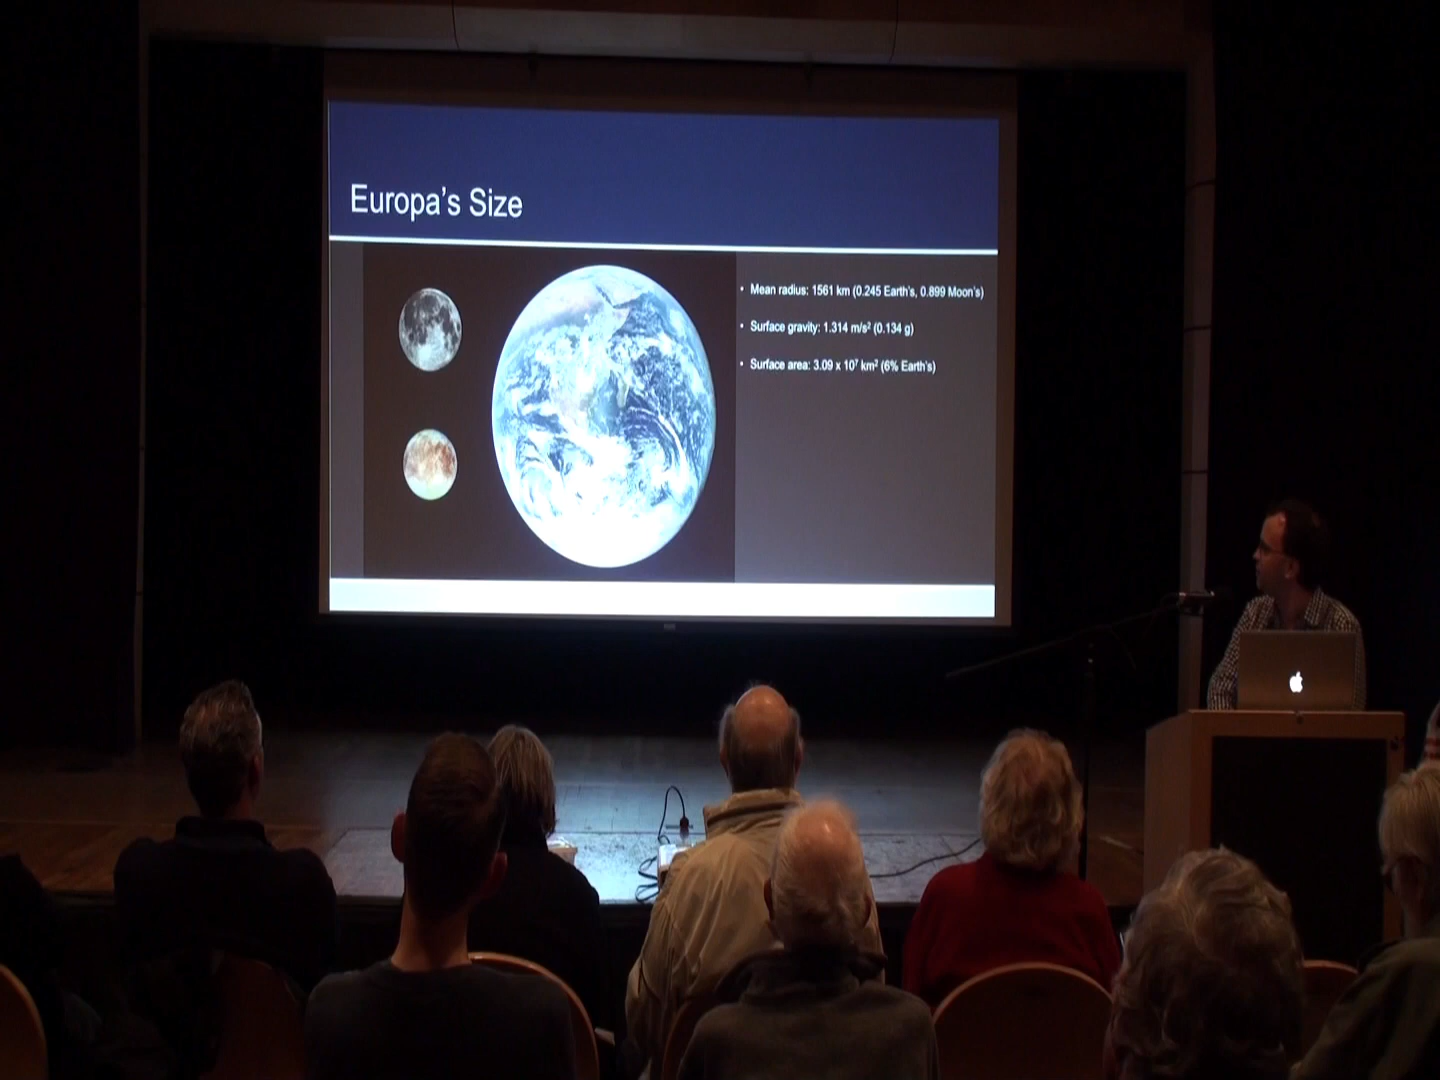 Europa's Size
• Mean radius: 1561 km (0.245 Earth's, 0.899 Moon's)
• Surface gravity: 1.314 m/s² (0.134 g)
• Surface area: 3.09 x 10⁷ km² (6% Earth's)